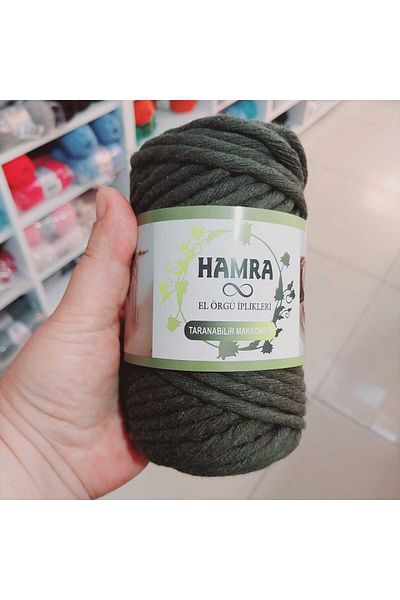 HAMRA
EL ÖRGÜ İPLİKLERİ
TARANABİLİR MAKROME